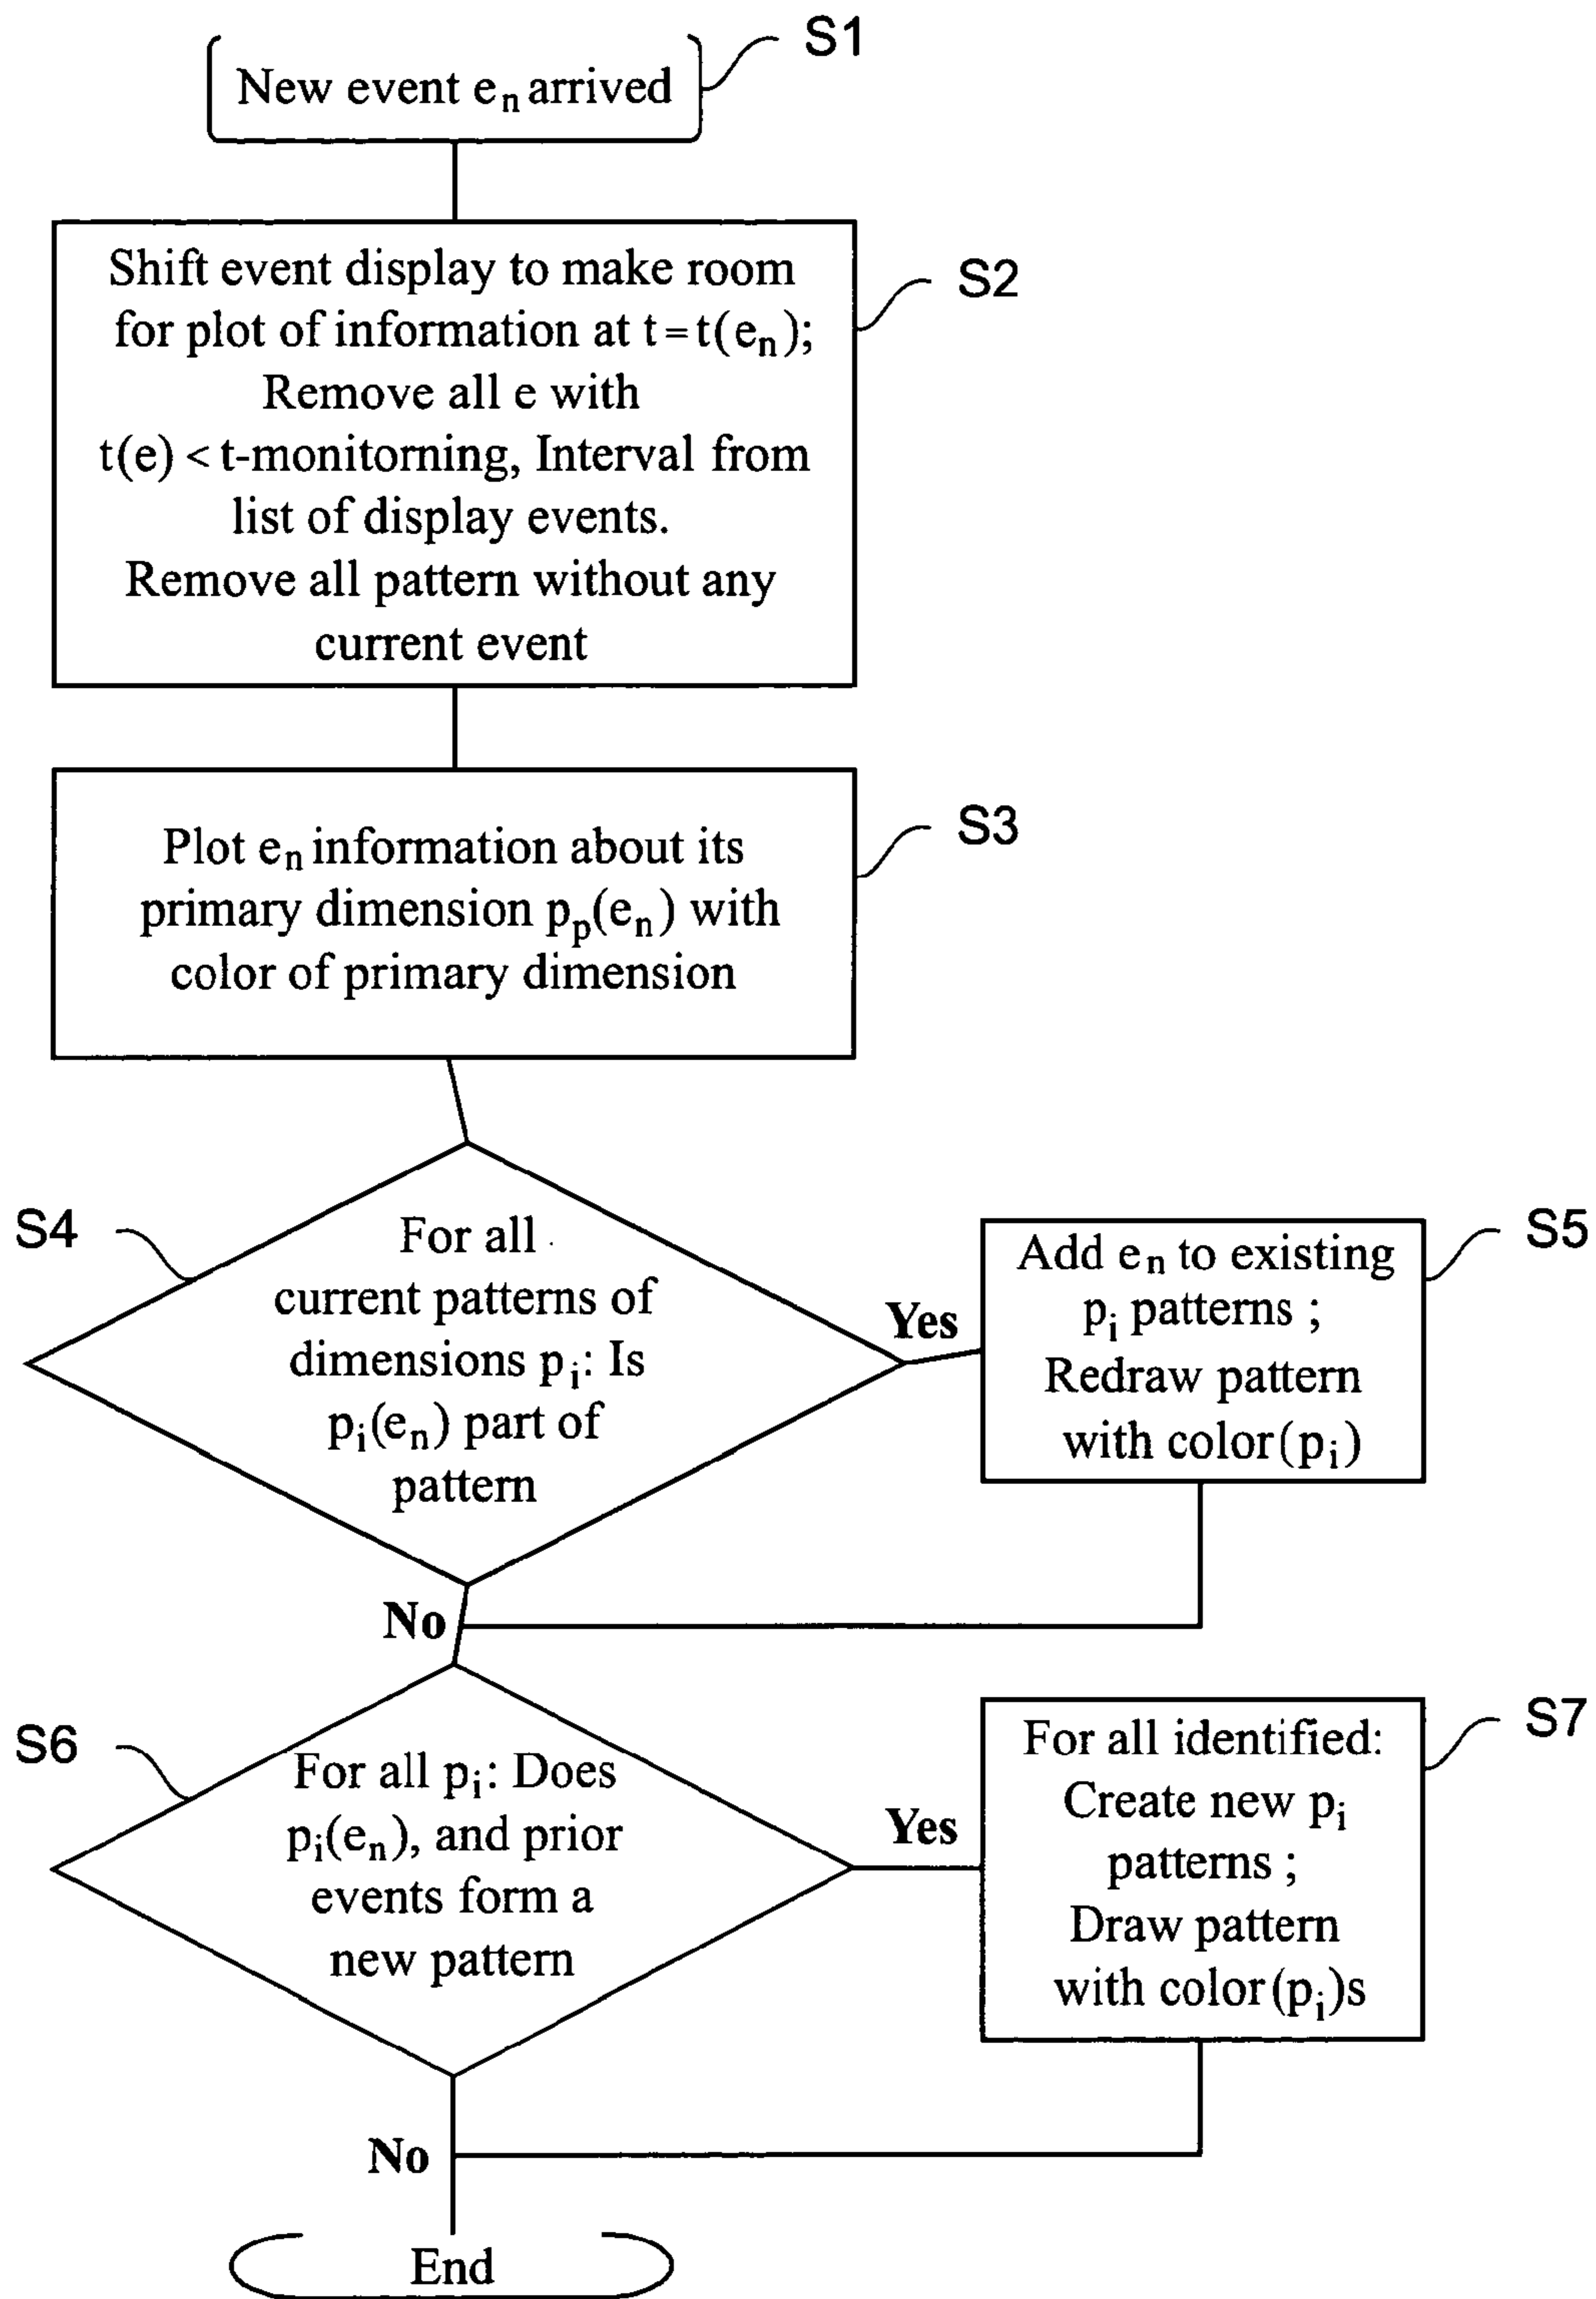 S1
New event eₙ arrived
S2
Shift event display to make room
for plot of information at t=t(eₙ);
Remove all e with
t(e) < t-monitorning, Interval from
list of display events.
Remove all pattern without any
current event
S3
Plot eₙ information about its
primary dimension pₚ(eₙ) with
color of primary dimension
S4
For all
current patterns of
dimensions pᵢ: Is
pᵢ(eₙ) part of
pattern
Yes
S5
Add eₙ to existing
pᵢ patterns ;
Redraw pattern
with color(pᵢ)
No
S6
For all pᵢ: Does
pᵢ(eₙ), and prior
events form a
new pattern
Yes
S7
For all identified:
Create new pᵢ
patterns ;
Draw pattern
with color(pᵢ)s
No
End